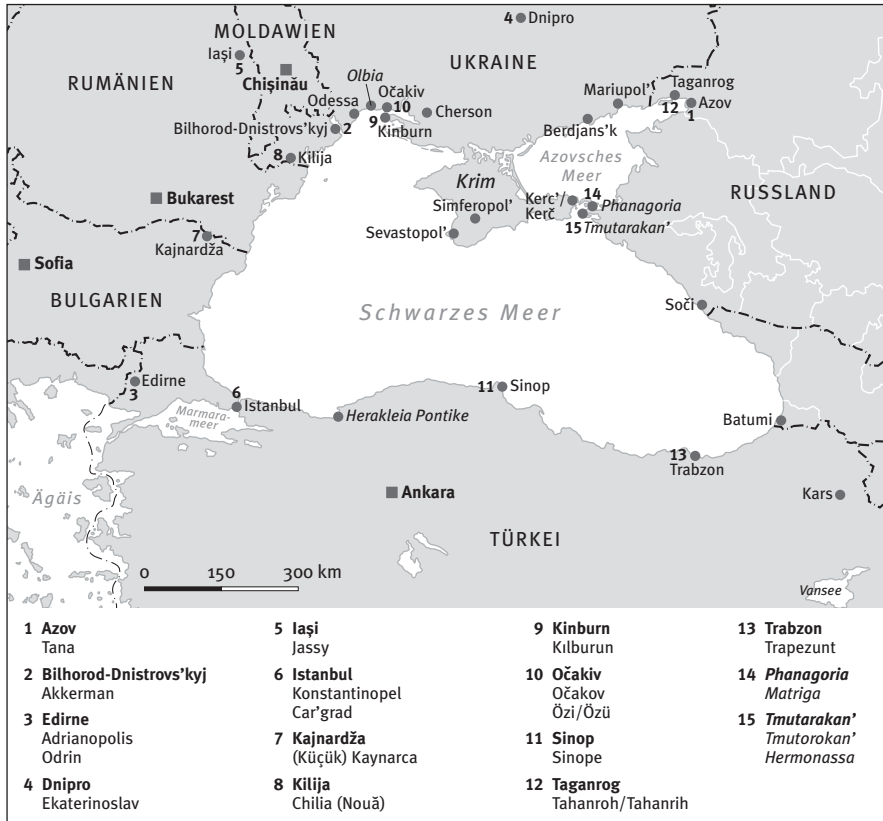 4 Dnipro
MOLDAWIEN
Iaşi
5
UKRAINE
RUMÄNIEN
Chişinău
Olbia
Očakiv
10
Odessa
Cherson
Mariupol'
Taganrog
12
Azov
1
Bilhorod-Dnistrovs'kyj
2
9
Kinburn
Berdjans'k
8
Kilija
Azovsches
Meer
Krim
RUSSLAND
Bukarest
Simferopol'
Kerc'/
Kerč
14
Phanagoria
15
Tmutarakan'
Sevastopol'
7
Kajnardža
Sofia
BULGARIEN
Schwarzes Meer
Soči
Edirne
3
6
Istanbul
11
Sinop
Marmara-
meer
Herakleia Pontike
Batumi
13
Trabzon
Ägäis
Ankara
Kars
TÜRKEI
0 150 300 km
Vansee
1 Azov
Tana
2 Bilhorod-Dnistrovs'kyj
Akkerman
3 Edirne
Adrianopolis
Odrin
4 Dnipro
Ekaterinoslav
5 Iaşi
Jassy
6 Istanbul
Konstantinopel
Car'grad
7 Kajnardža
(Küçük) Kaynarca
8 Kilija
Chilia (Nouă)
9 Kinburn
Kılburun
10 Očakiv
Očakov
Özi/Özü
11 Sinop
Sinope
12 Taganrog
Tahanroh/Tahanrih
13 Trabzon
Trapezunt
14 Phanagoria
Matriga
15 Tmutarakan'
Tmutorokan'
Hermonassa